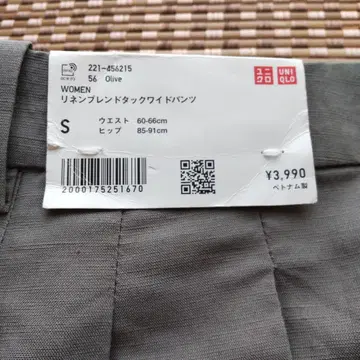 221-456215
56 Olive
WOMEN
リネンブレンドタックワイドパンツ
ユニクロ
UNIQLO
S
ウエスト 60-66cm
ヒップ 85-91cm
2000175251670
¥3,990
ベトナム製